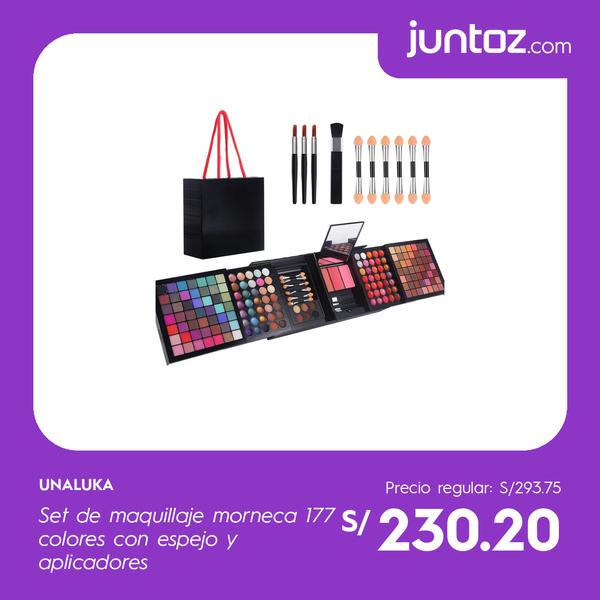 juntoz.com
UNALUKA
Precio regular: S/293.75
Set de maquillaje morneca 177
S/ 230.20
colores con espejo y
aplicadores